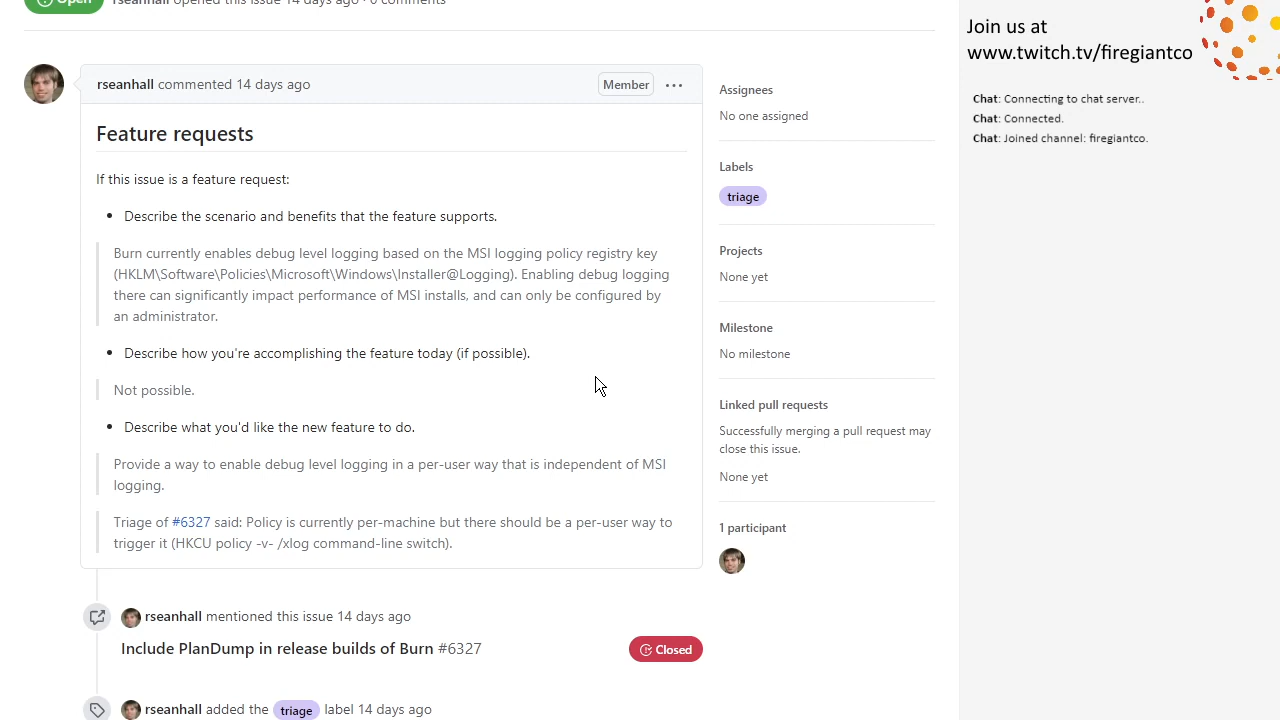 Open rseanhall opened this issue 14 days ago · 0 comments
rseanhall commented 14 days ago
Member
Feature requests
If this issue is a feature request:
• Describe the scenario and benefits that the feature supports.
Burn currently enables debug level logging based on the MSI logging policy registry key
(HKLM\Software\Policies\Microsoft\Windows\Installer@Logging). Enabling debug logging
there can significantly impact performance of MSI installs, and can only be configured by
an administrator.
• Describe how you're accomplishing the feature today (if possible).
Not possible.
• Describe what you'd like the new feature to do.
Provide a way to enable debug level logging in a per-user way that is independent of MSI
logging.
Triage of #6327 said: Policy is currently per-machine but there should be a per-user way to
trigger it (HKCU policy -v- /xlog command-line switch).
rseanhall mentioned this issue 14 days ago
Include PlanDump in release builds of Burn #6327
Closed
rseanhall added the triage label 14 days ago
Assignees
No one assigned
Labels
triage
Projects
None yet
Milestone
No milestone
Linked pull requests
Successfully merging a pull request may
close this issue.
None yet
1 participant
Join us at
www.twitch.tv/firegiantco
Chat: Connecting to chat server..
Chat: Connected.
Chat: Joined channel: firegiantco.